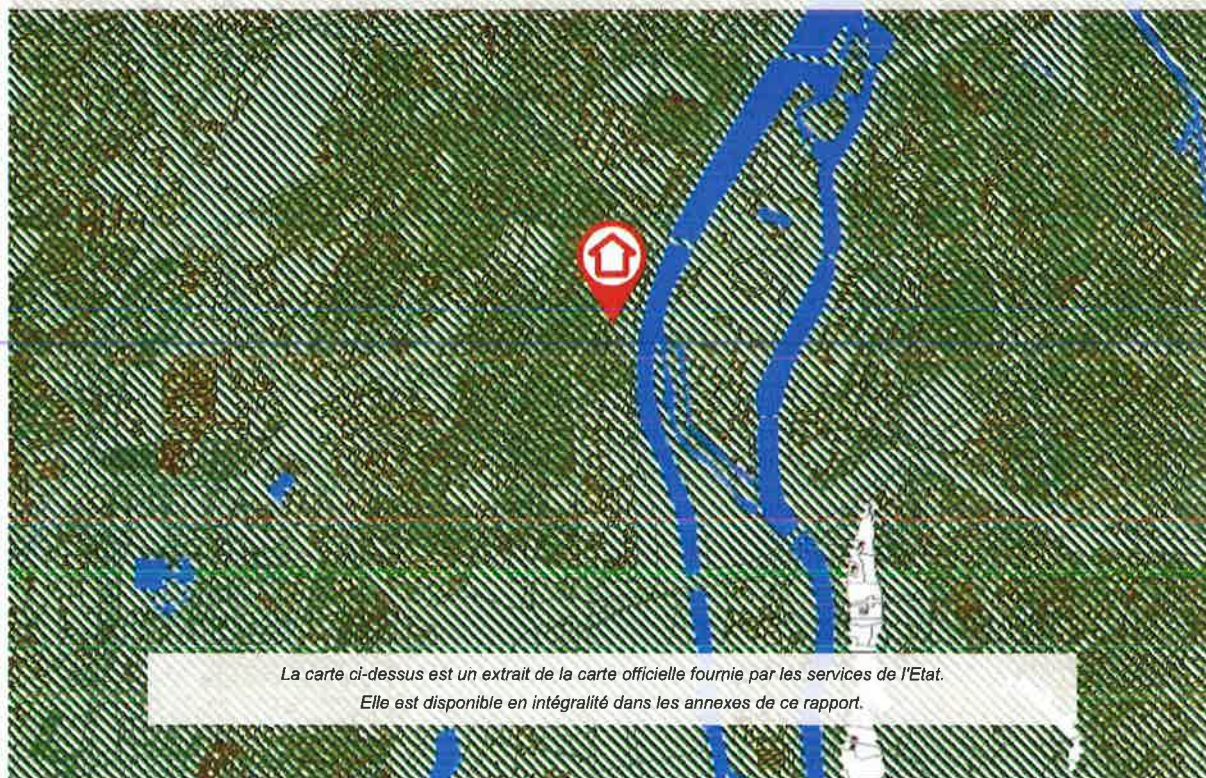 La carte ci-dessus est un extrait de la carte officielle fournie par les services de l'Etat.
Elle est disponible en intégralité dans les annexes de ce rapport.